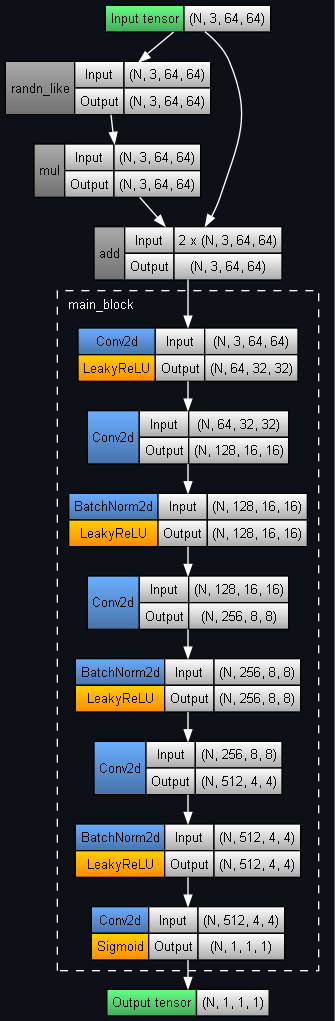 Input tensor (N, 3, 64, 64)
randn_like Input (N, 3, 64, 64)
Output (N, 3, 64, 64)
mul Input (N, 3, 64, 64)
Output (N, 3, 64, 64)
add Input 2 x (N, 3, 64, 64)
Output (N, 3, 64, 64)
main_block
Conv2d Input (N, 3, 64, 64)
LeakyReLU Output (N, 64, 32, 32)
Conv2d Input (N, 64, 32, 32)
Output (N, 128, 16, 16)
BatchNorm2d Input (N, 128, 16, 16)
LeakyReLU Output (N, 128, 16, 16)
Conv2d Input (N, 128, 16, 16)
Output (N, 256, 8, 8)
BatchNorm2d Input (N, 256, 8, 8)
LeakyReLU Output (N, 256, 8, 8)
Conv2d Input (N, 256, 8, 8)
Output (N, 512, 4, 4)
BatchNorm2d Input (N, 512, 4, 4)
LeakyReLU Output (N, 512, 4, 4)
Conv2d Input (N, 512, 4, 4)
Sigmoid Output (N, 1, 1, 1)
Output tensor (N, 1, 1, 1)